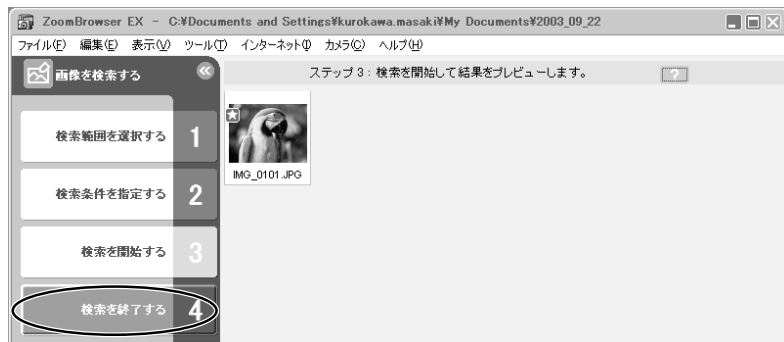 ZoomBrowser EX - C:¥Documents and Settings¥kurokawa.masaki¥My Documents¥2003_09_22
ファイル(F) 編集(E) 表示(V) ツール(T) インターネット(I) カメラ(C) ヘルプ(H)
画像を検索する
ステップ 3 : 検索を開始して結果をプレビューします。
?
検索範囲を選択する 1
IMG_0101.JPG
検索条件を指定する 2
検索を開始する 3
検索を終了する 4